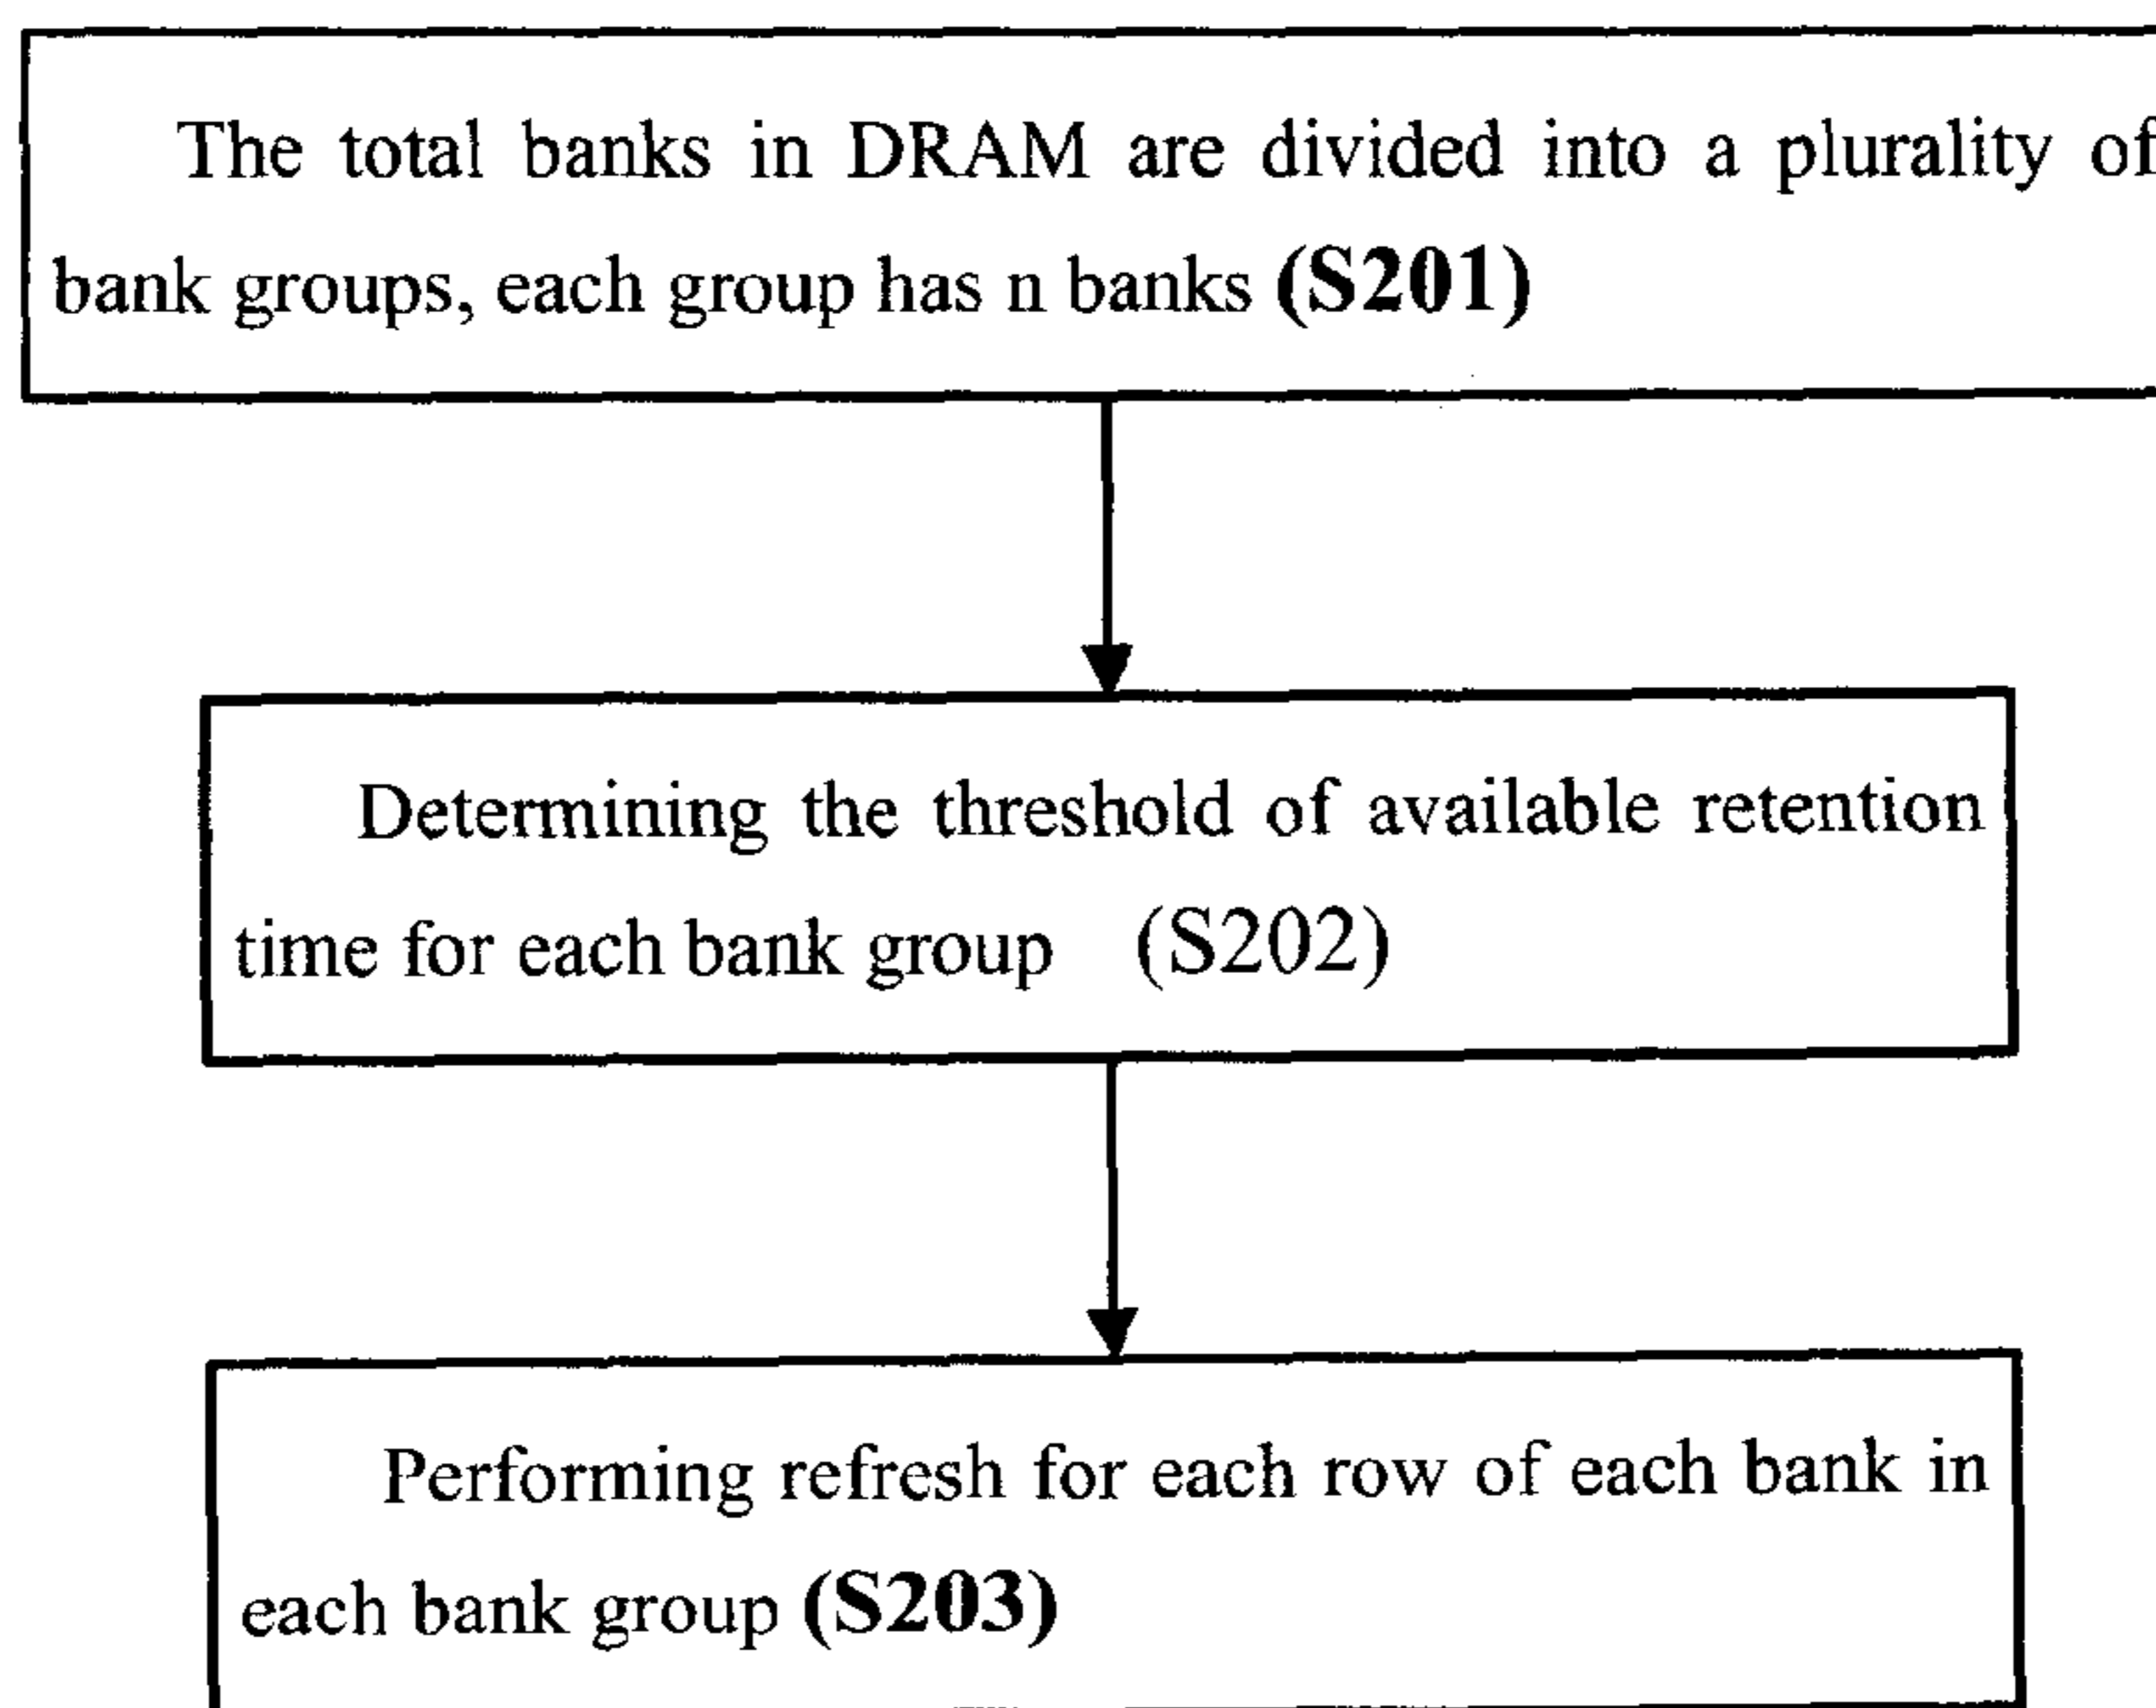 The total banks in DRAM are divided into a plurality of
bank groups, each group has n banks (S201)
Determining the threshold of available retention
time for each bank group (S202)
Performing refresh for each row of each bank in
each bank group (S203)